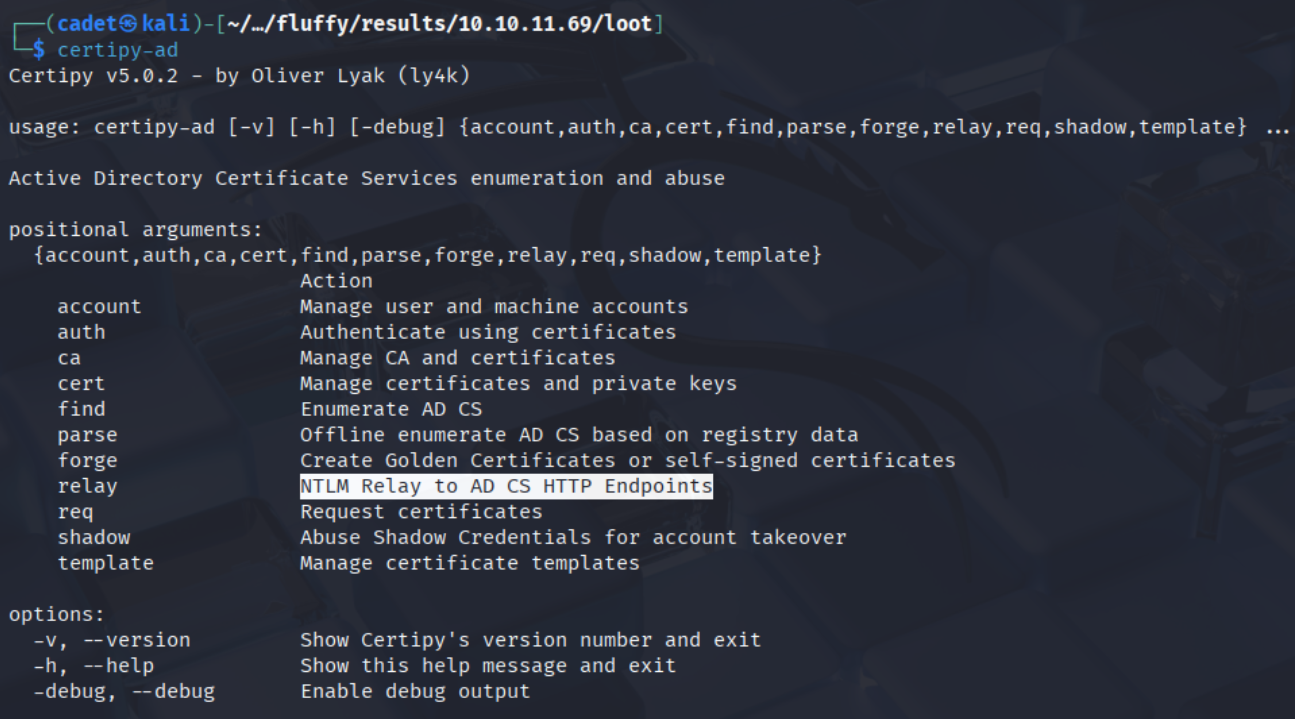 ┌──(cadet㉿kali)-[~/…/fluffy/results/10.10.11.69/loot]
└─$ certipy-ad
Certipy v5.0.2 - by Oliver Lyak (ly4k)
usage: certipy-ad [-v] [-h] [-debug] {account,auth,ca,cert,find,parse,forge,relay,req,shadow,template} ...
Active Directory Certificate Services enumeration and abuse
positional arguments:
  {account,auth,ca,cert,find,parse,forge,relay,req,shadow,template}
                        Action
    account             Manage user and machine accounts
    auth                Authenticate using certificates
    ca                  Manage CA and certificates
    cert                Manage certificates and private keys
    find                Enumerate AD CS
    parse               Offline enumerate AD CS based on registry data
    forge               Create Golden Certificates or self-signed certificates
    relay               NTLM Relay to AD CS HTTP Endpoints
    req                 Request certificates
    shadow              Abuse Shadow Credentials for account takeover
    template            Manage certificate templates
options:
  -v, --version         Show Certipy's version number and exit
  -h, --help            Show this help message and exit
  -debug, --debug       Enable debug output